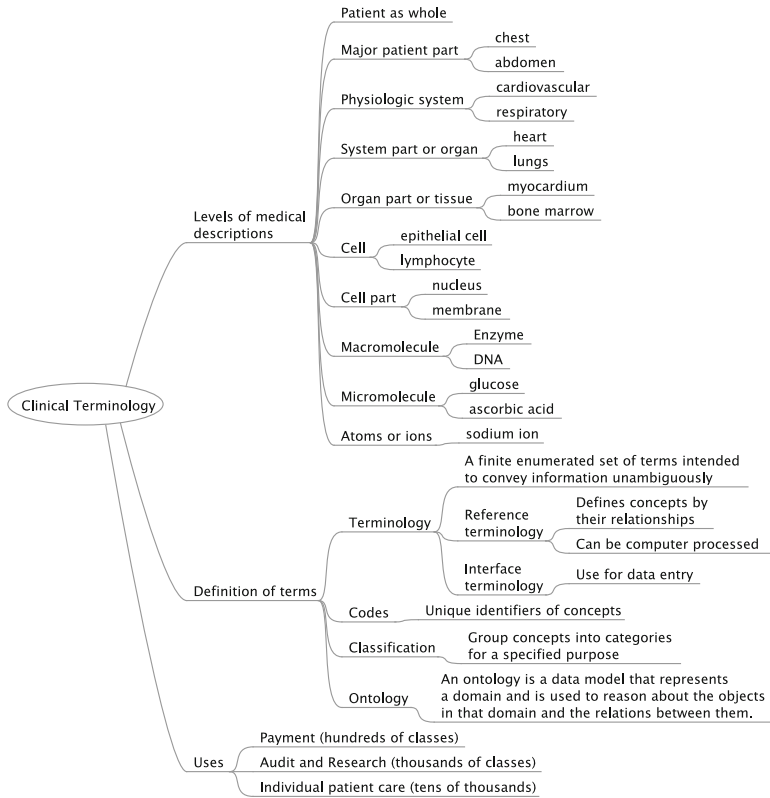 Clinical Terminology
Levels of medical
descriptions
Patient as whole
Major patient part
chest
abdomen
Physiologic system
cardiovascular
respiratory
System part or organ
heart
lungs
Organ part or tissue
myocardium
bone marrow
Cell
epithelial cell
lymphocyte
Cell part
nucleus
membrane
Macromolecule
Enzyme
DNA
Micromolecule
glucose
ascorbic acid
Atoms or ions
sodium ion
Definition of terms
Terminology
A finite enumerated set of terms intended
to convey information unambiguously
Reference
terminology
Defines concepts by
their relationships
Can be computer processed
Interface
terminology
Use for data entry
Codes
Unique identifiers of concepts
Classification
Group concepts into categories
for a specified purpose
Ontology
An ontology is a data model that represents
a domain and is used to reason about the objects
in that domain and the relations between them.
Uses
Payment (hundreds of classes)
Audit and Research (thousands of classes)
Individual patient care (tens of thousands)